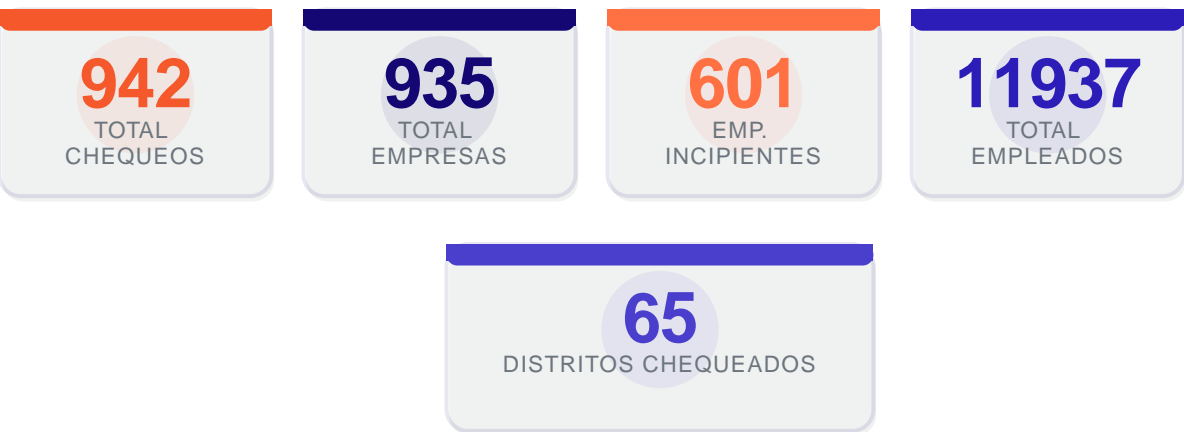 942
TOTAL
CHEQUEOS
935
TOTAL
EMPRESAS
601
EMP.
INCIPIENTES
11937
TOTAL
EMPLEADOS
65
DISTRITOS CHEQUEADOS